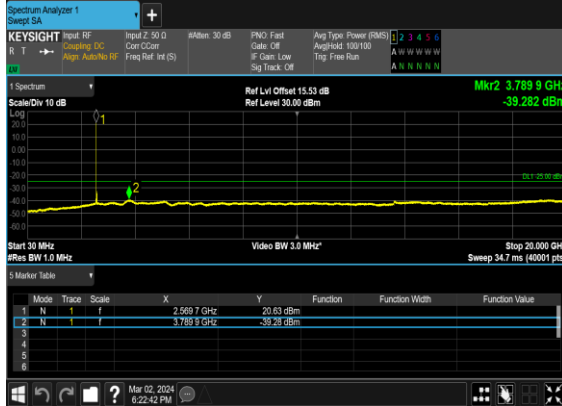 Spectrum Analyzer 1
Swept SA
+
KEYSIGHT Input: RF Input Z: 50 Ω #Atten: 30 dB PNO: Fast Avg Type: Power (RMS) 1 2 3 4 5 6
R T Coupling: DC Corr CCorr Gate: Off Avg|Hold: 100/100 A W W W W W
Align: Auto/No RF Freq Ref: Int (S) IF Gain: Low Trig: Free Run
Sig Track: Off A N N N N N
1 Spectrum Ref Lvl Offset 15.53 dB Mkr2 3.789 9 GHz
Scale/Div 10 dB Ref Level 30.00 dBm -39.282 dBm
Log
20.0
10.0
0.00
-10.0
-20.0
-30.0
-40.0
-50.0
-60.0
1
2
DL1 -25.00 dBm
Start 30 MHz Video BW 3.0 MHz* Stop 20.000 GHz
#Res BW 1.0 MHz Sweep 34.7 ms (40001 pts)
5 Marker Table
Mode Trace Scale X Y Function Function Width Function Value
1 N 1 f 2.569 7 GHz 20.63 dBm
2 N 1 f 3.789 9 GHz -39.28 dBm
3
4
5
6
? Mar 02, 2024
6:22:42 PM